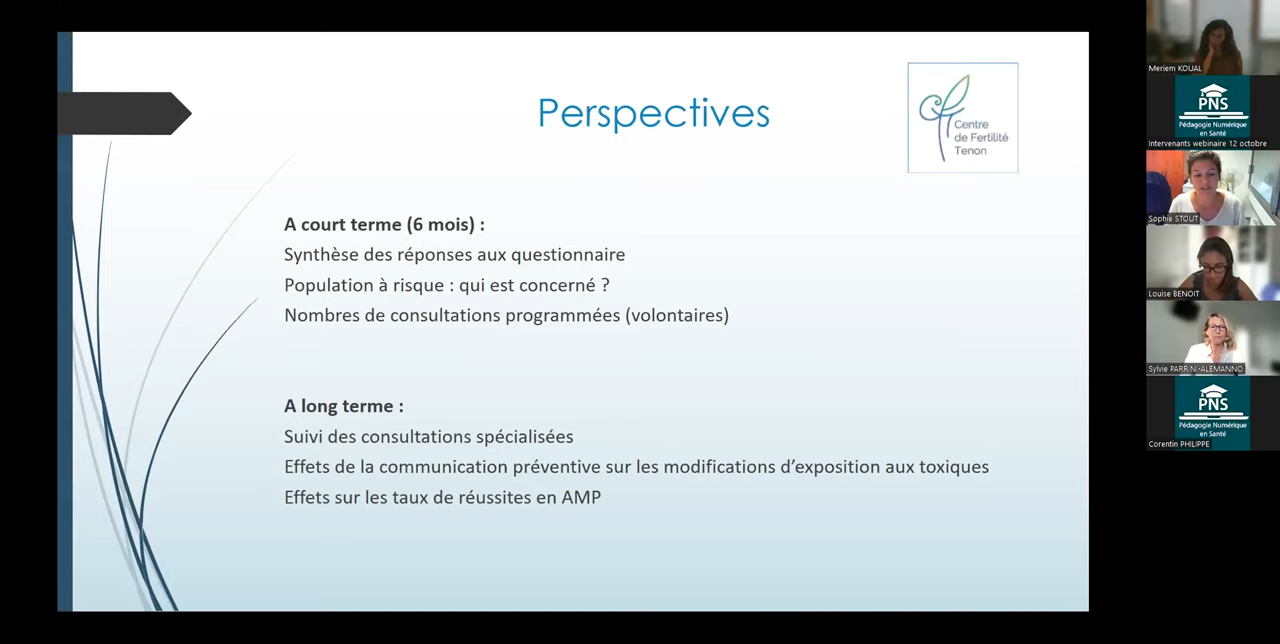 Perspectives
Centre
de Fertilité
Tenon
A court terme (6 mois) :
Synthèse des réponses aux questionnaire
Population à risque : qui est concerné ?
Nombres de consultations programmées (volontaires)
A long terme :
Suivi des consultations spécialisées
Effets de la communication préventive sur les modifications d'exposition aux toxiques
Effets sur les taux de réussites en AMP
Meriem KOUAL
PNS
Pédagogie Numérique
en Santé
Intervenants webinaire 12 octobre
Sophie STOUT
Louise BENOIT
Sylvie PARRINI-ALEMANNO
PNS
Pédagogie Numérique
en Santé
Corentin PHILIPPE